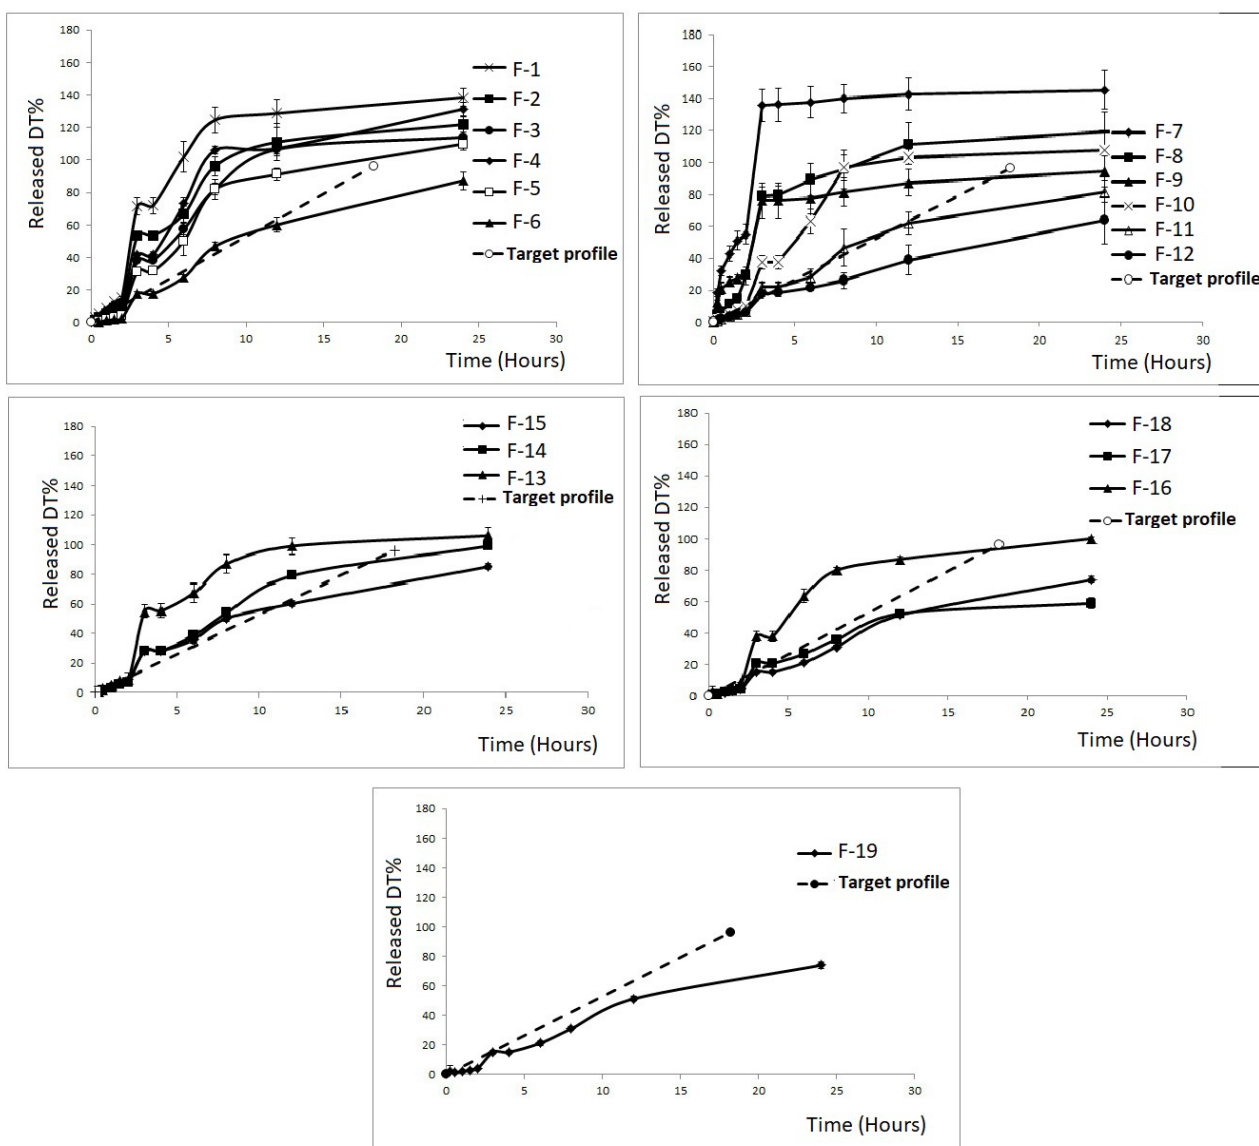 180
160
140
120
100
80
60
40
20
0
Released DT%
0 5 10 15 20 25 30
Time (Hours)
F-1
F-2
F-3
F-4
F-5
F-6
Target profile
180
160
140
120
100
80
60
40
20
0
Released DT%
0 5 10 15 20 25 30
Time (Hours)
F-7
F-8
F-9
F-10
F-11
F-12
Target profile
180
160
140
120
100
80
60
40
20
0
Released DT%
0 5 10 15 20 25 30
Time (Hours)
F-15
F-14
F-13
Target profile
180
160
140
120
100
80
60
40
20
0
Released DT%
0 5 10 15 20 25 30
Time (Hours)
F-18
F-17
F-16
Target profile
180
160
140
120
100
80
60
40
20
0
Released DT%
0 5 10 15 20 25 30
Time (Hours)
F-19
Target profile